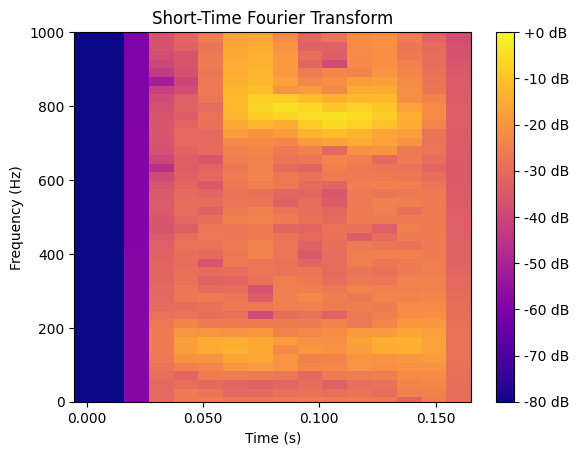 Short-Time Fourier Transform
Frequency (Hz)
1000
800
600
400
200
0
0.000
0.050
0.100
0.150
Time (s)
+0 dB
-10 dB
-20 dB
-30 dB
-40 dB
-50 dB
-60 dB
-70 dB
-80 dB